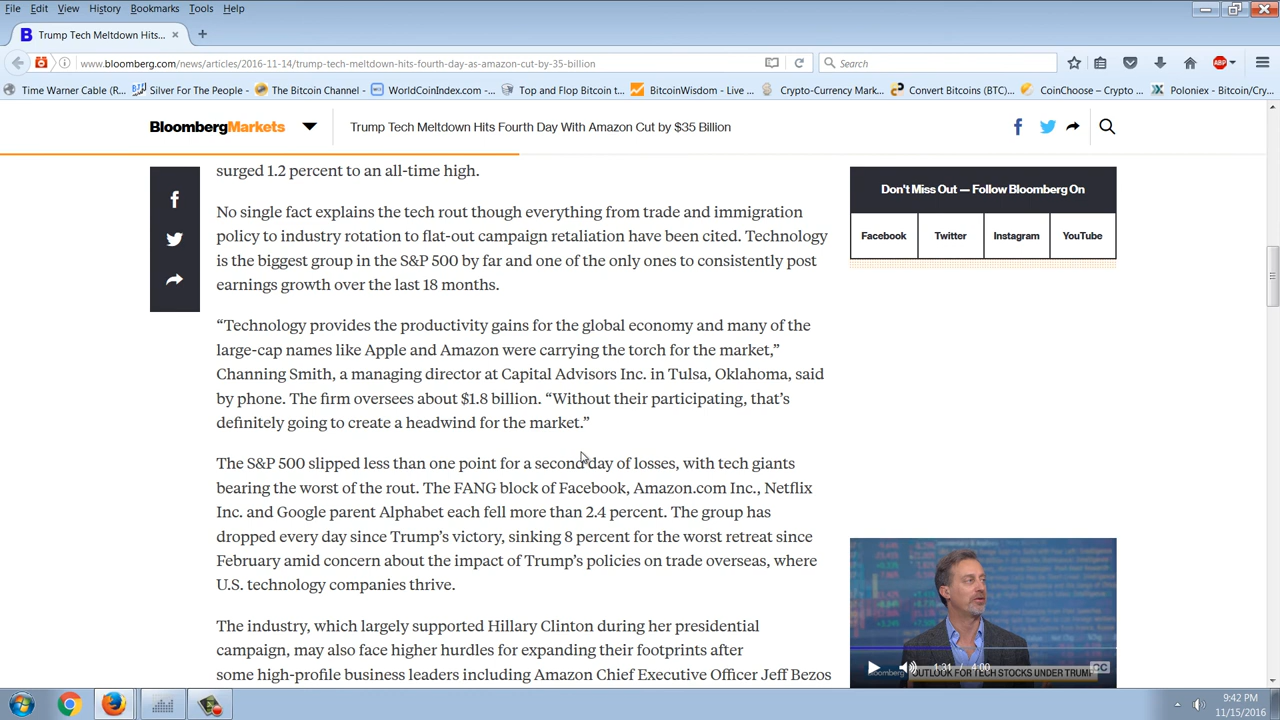 File Edit View History Bookmarks Tools Help
Trump Tech Meltdown Hits...
www.bloomberg.com/news/articles/2016-11-14/trump-tech-meltdown-hits-fourth-day-as-amazon-cut-by-35-billion
Search
ABP
Time Warner Cable (R... Silver For The People - The Bitcoin Channel - WorldCoinIndex.com -... Top and Flop Bitcoin t... BitcoinWisdom - Live ... Crypto-Currency Mark... Convert Bitcoins (BTC)... CoinChoose – Crypto ... Poloniex - Bitcoin/Cry...
BloombergMarkets
Trump Tech Meltdown Hits Fourth Day With Amazon Cut by $35 Billion
surged 1.2 percent to an all-time high.
No single fact explains the tech rout though everything from trade and immigration
policy to industry rotation to flat-out campaign retaliation have been cited. Technology
is the biggest group in the S&P 500 by far and one of the only ones to consistently post
earnings growth over the last 18 months.
“Technology provides the productivity gains for the global economy and many of the
large-cap names like Apple and Amazon were carrying the torch for the market,”
Channing Smith, a managing director at Capital Advisors Inc. in Tulsa, Oklahoma, said
by phone. The firm oversees about $1.8 billion. “Without their participating, that’s
definitely going to create a headwind for the market.”
The S&P 500 slipped less than one point for a second day of losses, with tech giants
bearing the worst of the rout. The FANG block of Facebook, Amazon.com Inc., Netflix
Inc. and Google parent Alphabet each fell more than 2.4 percent. The group has
dropped every day since Trump’s victory, sinking 8 percent for the worst retreat since
February amid concern about the impact of Trump’s policies on trade overseas, where
U.S. technology companies thrive.
The industry, which largely supported Hillary Clinton during her presidential
campaign, may also face higher hurdles for expanding their footprints after
some high-profile business leaders including Amazon Chief Executive Officer Jeff Bezos
Don't Miss Out — Follow Bloomberg On
Facebook Twitter Instagram YouTube
1:31 / 4:00 CC
Bloomberg OUTLOOK FOR TECH STOCKS UNDER TRUMP
9:42 PM
11/15/2016